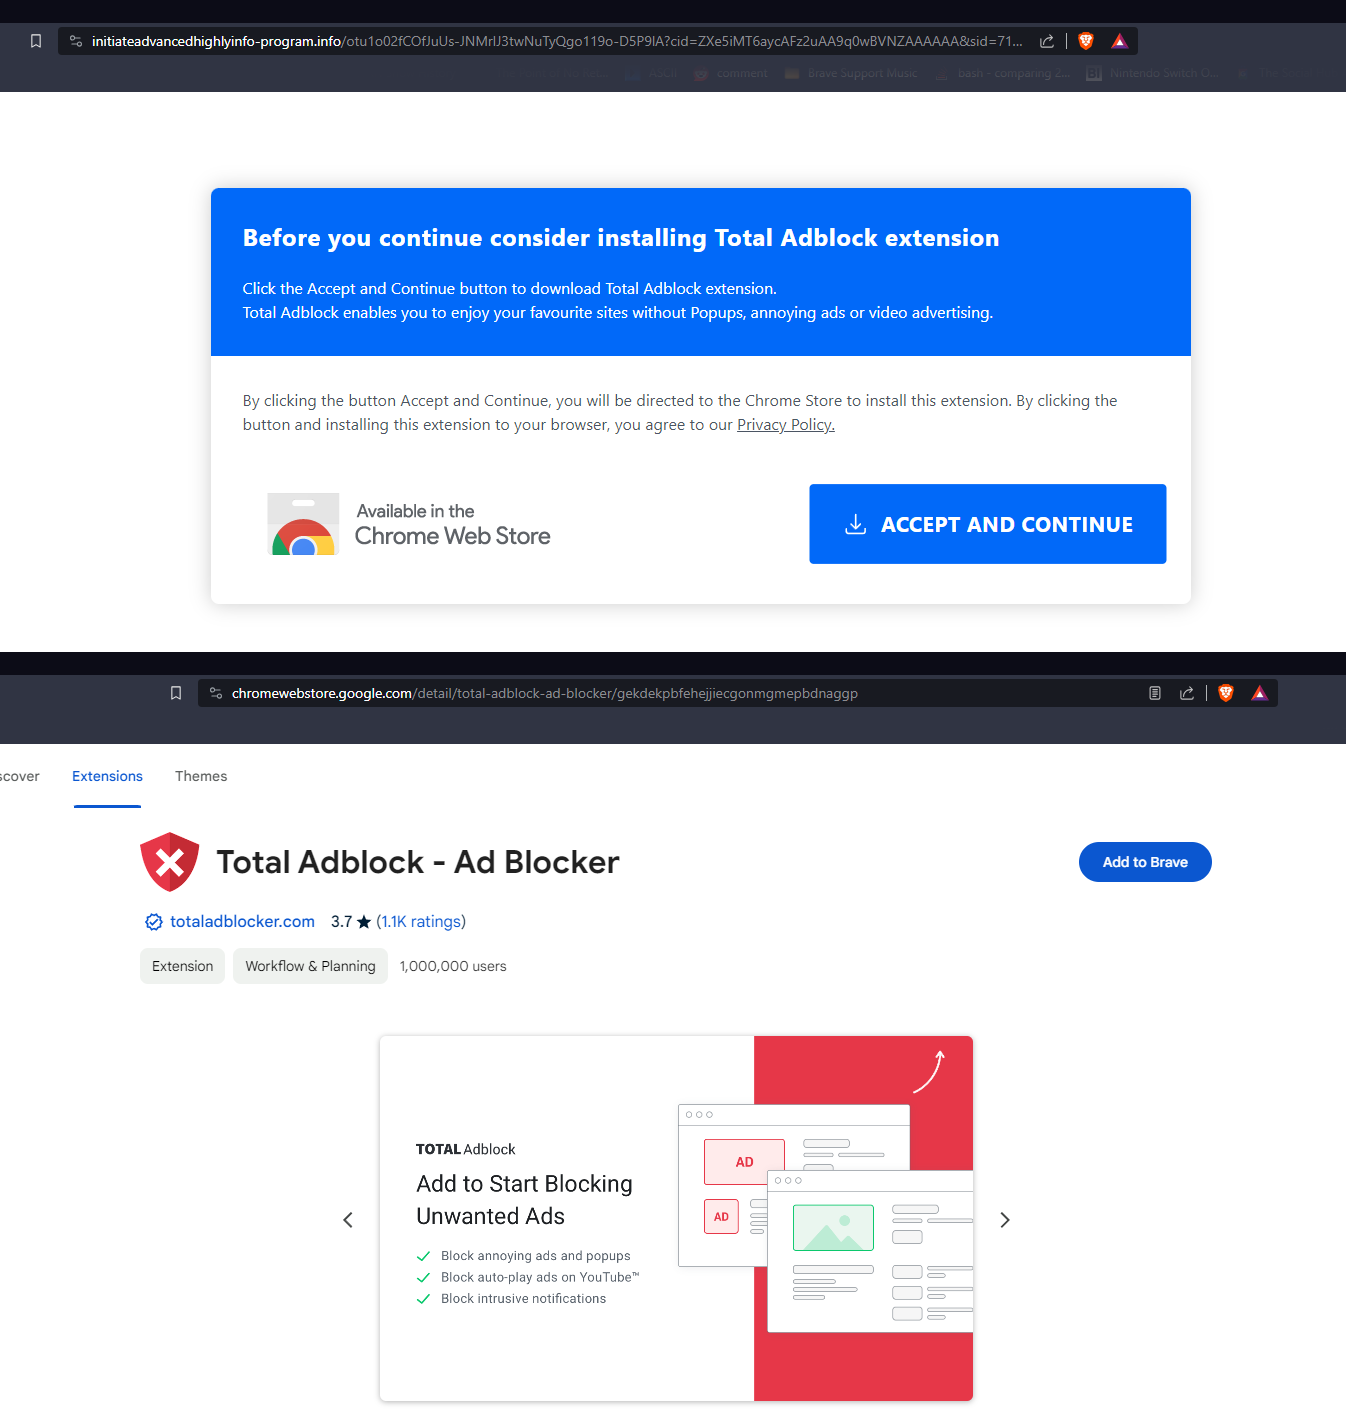 initiateadvancedhighlyinfo-program.info/otu1o02fCOfJuUs-JNMrlJ3twNuTyQgo119o-D5P9lA?cid=ZXe5iMT6aycAFz2uAA9q0wBVNZAAAAAA&sid=71...
ASCII comment Brave Support Music bash - comparing 2... Nintendo Switch O...
Before you continue consider installing Total Adblock extension
Click the Accept and Continue button to download Total Adblock extension.
Total Adblock enables you to enjoy your favourite sites without Popups, annoying ads or video advertising.
By clicking the button Accept and Continue, you will be directed to the Chrome Store to install this extension. By clicking the
button and installing this extension to your browser, you agree to our Privacy Policy.
Available in the
Chrome Web Store
ACCEPT AND CONTINUE
chromewebstore.google.com/detail/total-adblock-ad-blocker/gekdekpbfehejjiecgonmgmepbdnaggp
scover Extensions Themes
Total Adblock - Ad Blocker
Add to Brave
totaladblocker.com 3.7 ★ (1.1K ratings)
Extension Workflow & Planning 1,000,000 users
TOTAL Adblock
Add to Start Blocking
Unwanted Ads
Block annoying ads and popups
Block auto-play ads on YouTube™
Block intrusive notifications
AD
AD